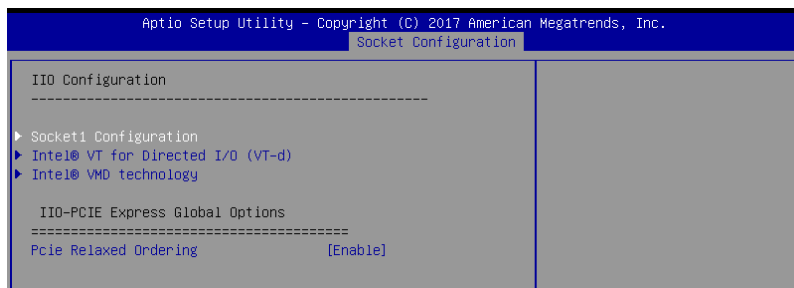 Aptio Setup Utility – Copyright (C) 2017 American Megatrends, Inc.
Socket Configuration
IIO Configuration
--------------------------------------------------
Socket1 Configuration
Intel® VT for Directed I/O (VT-d)
Intel® VMD technology
IIO-PCIE Express Global Options
========================================
Pcie Relaxed Ordering [Enable]